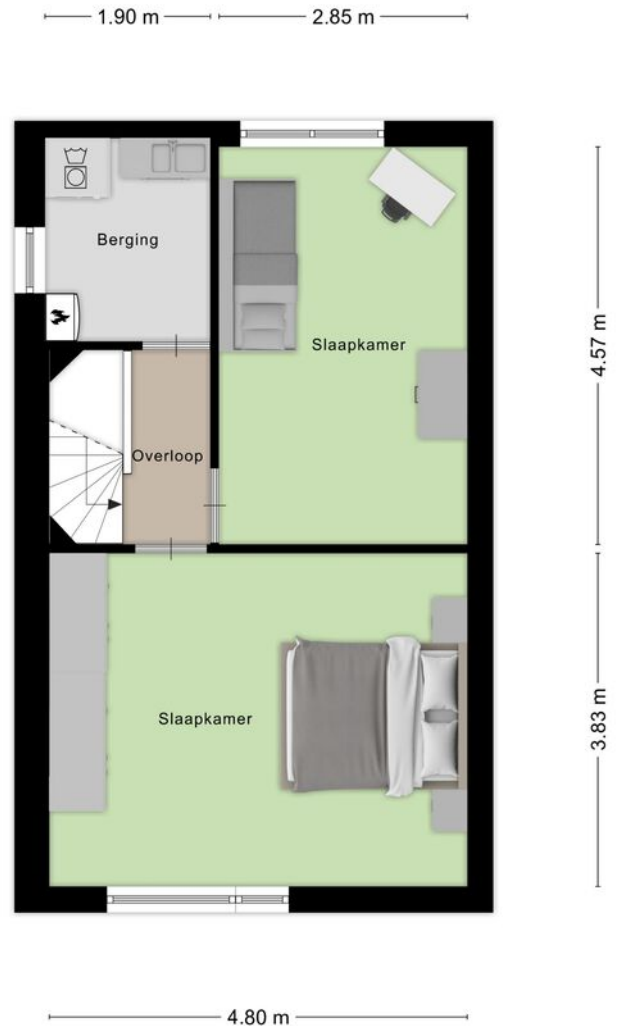 1.90 m
2.85 m
Berging
Slaapkamer
4.57 m
Overloop
Slaapkamer
3.83 m
4.80 m